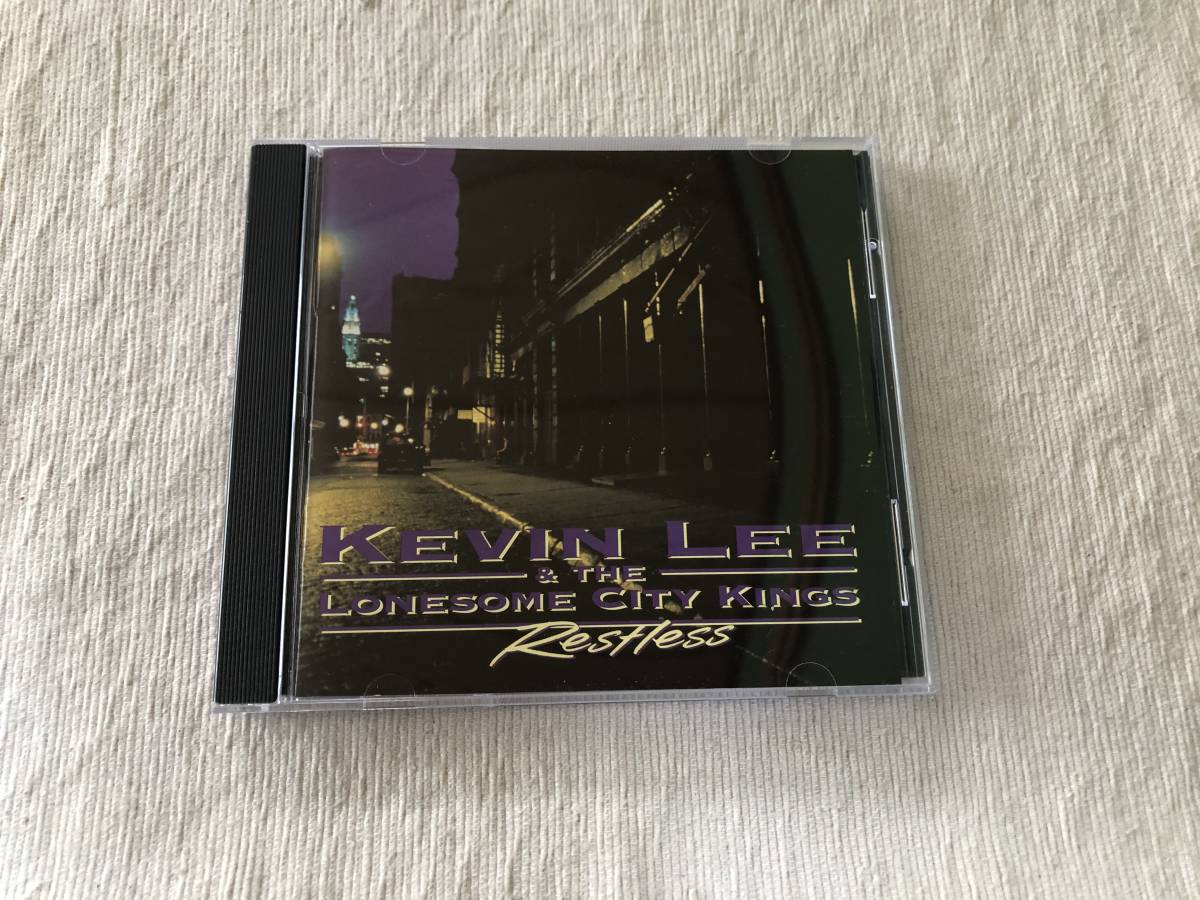 KEVIN LEE
& THE
LONESOME CITY KINGS
Restless